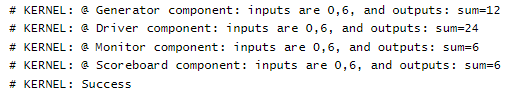 # KERNEL: @ Generator component: inputs are 0,6, and outputs: sum=12
# KERNEL: @ Driver component: inputs are 0,6, and outputs: sum=24
# KERNEL: @ Monitor component: inputs are 0,6, and outputs: sum=6
# KERNEL: @ Scoreboard component: inputs are 0,6, and outputs: sum=6
# KERNEL: Success